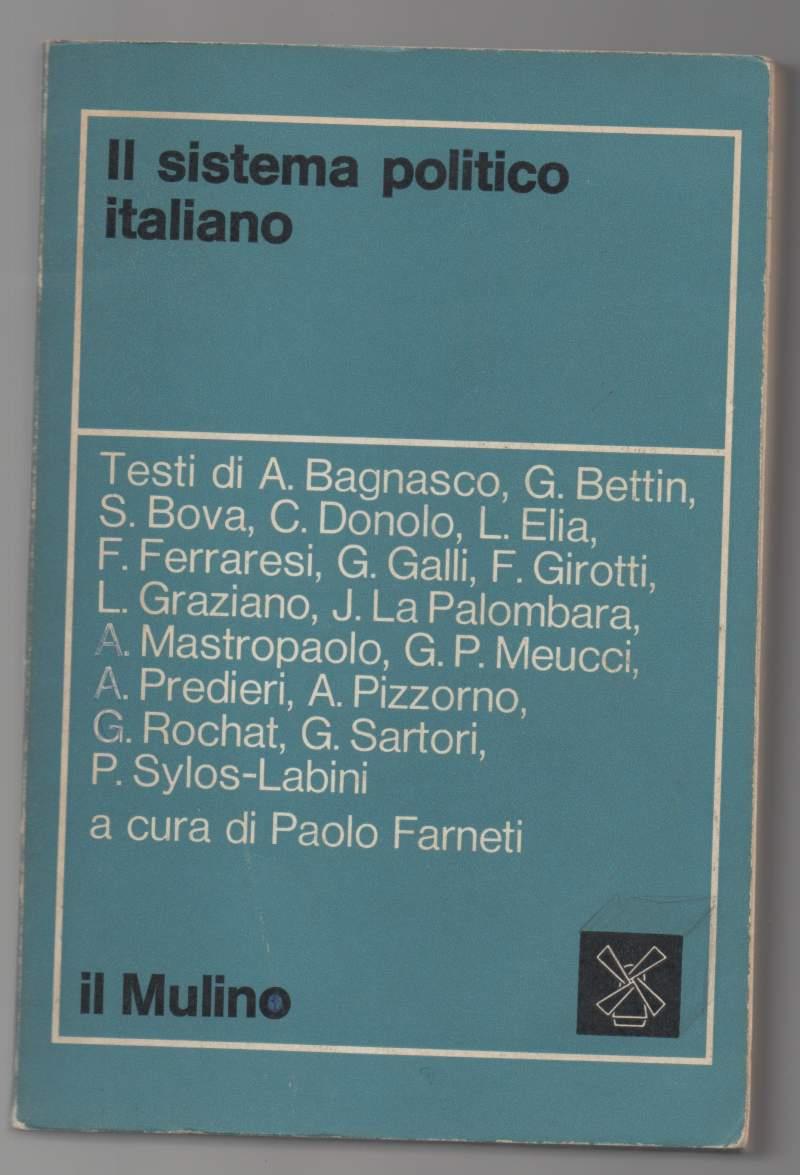 Il sistema politico
italiano
Testi di A. Bagnasco, G. Bettin,
S. Bova, C. Donolo, L. Elia,
F. Ferraresi, G. Galli, F. Girotti,
L. Graziano, J. La Palombara,
A. Mastropaolo, G. P. Meucci,
A. Predieri, A. Pizzorno,
G. Rochat, G. Sartori,
P. Sylos-Labini
a cura di Paolo Farneti
il Mulino